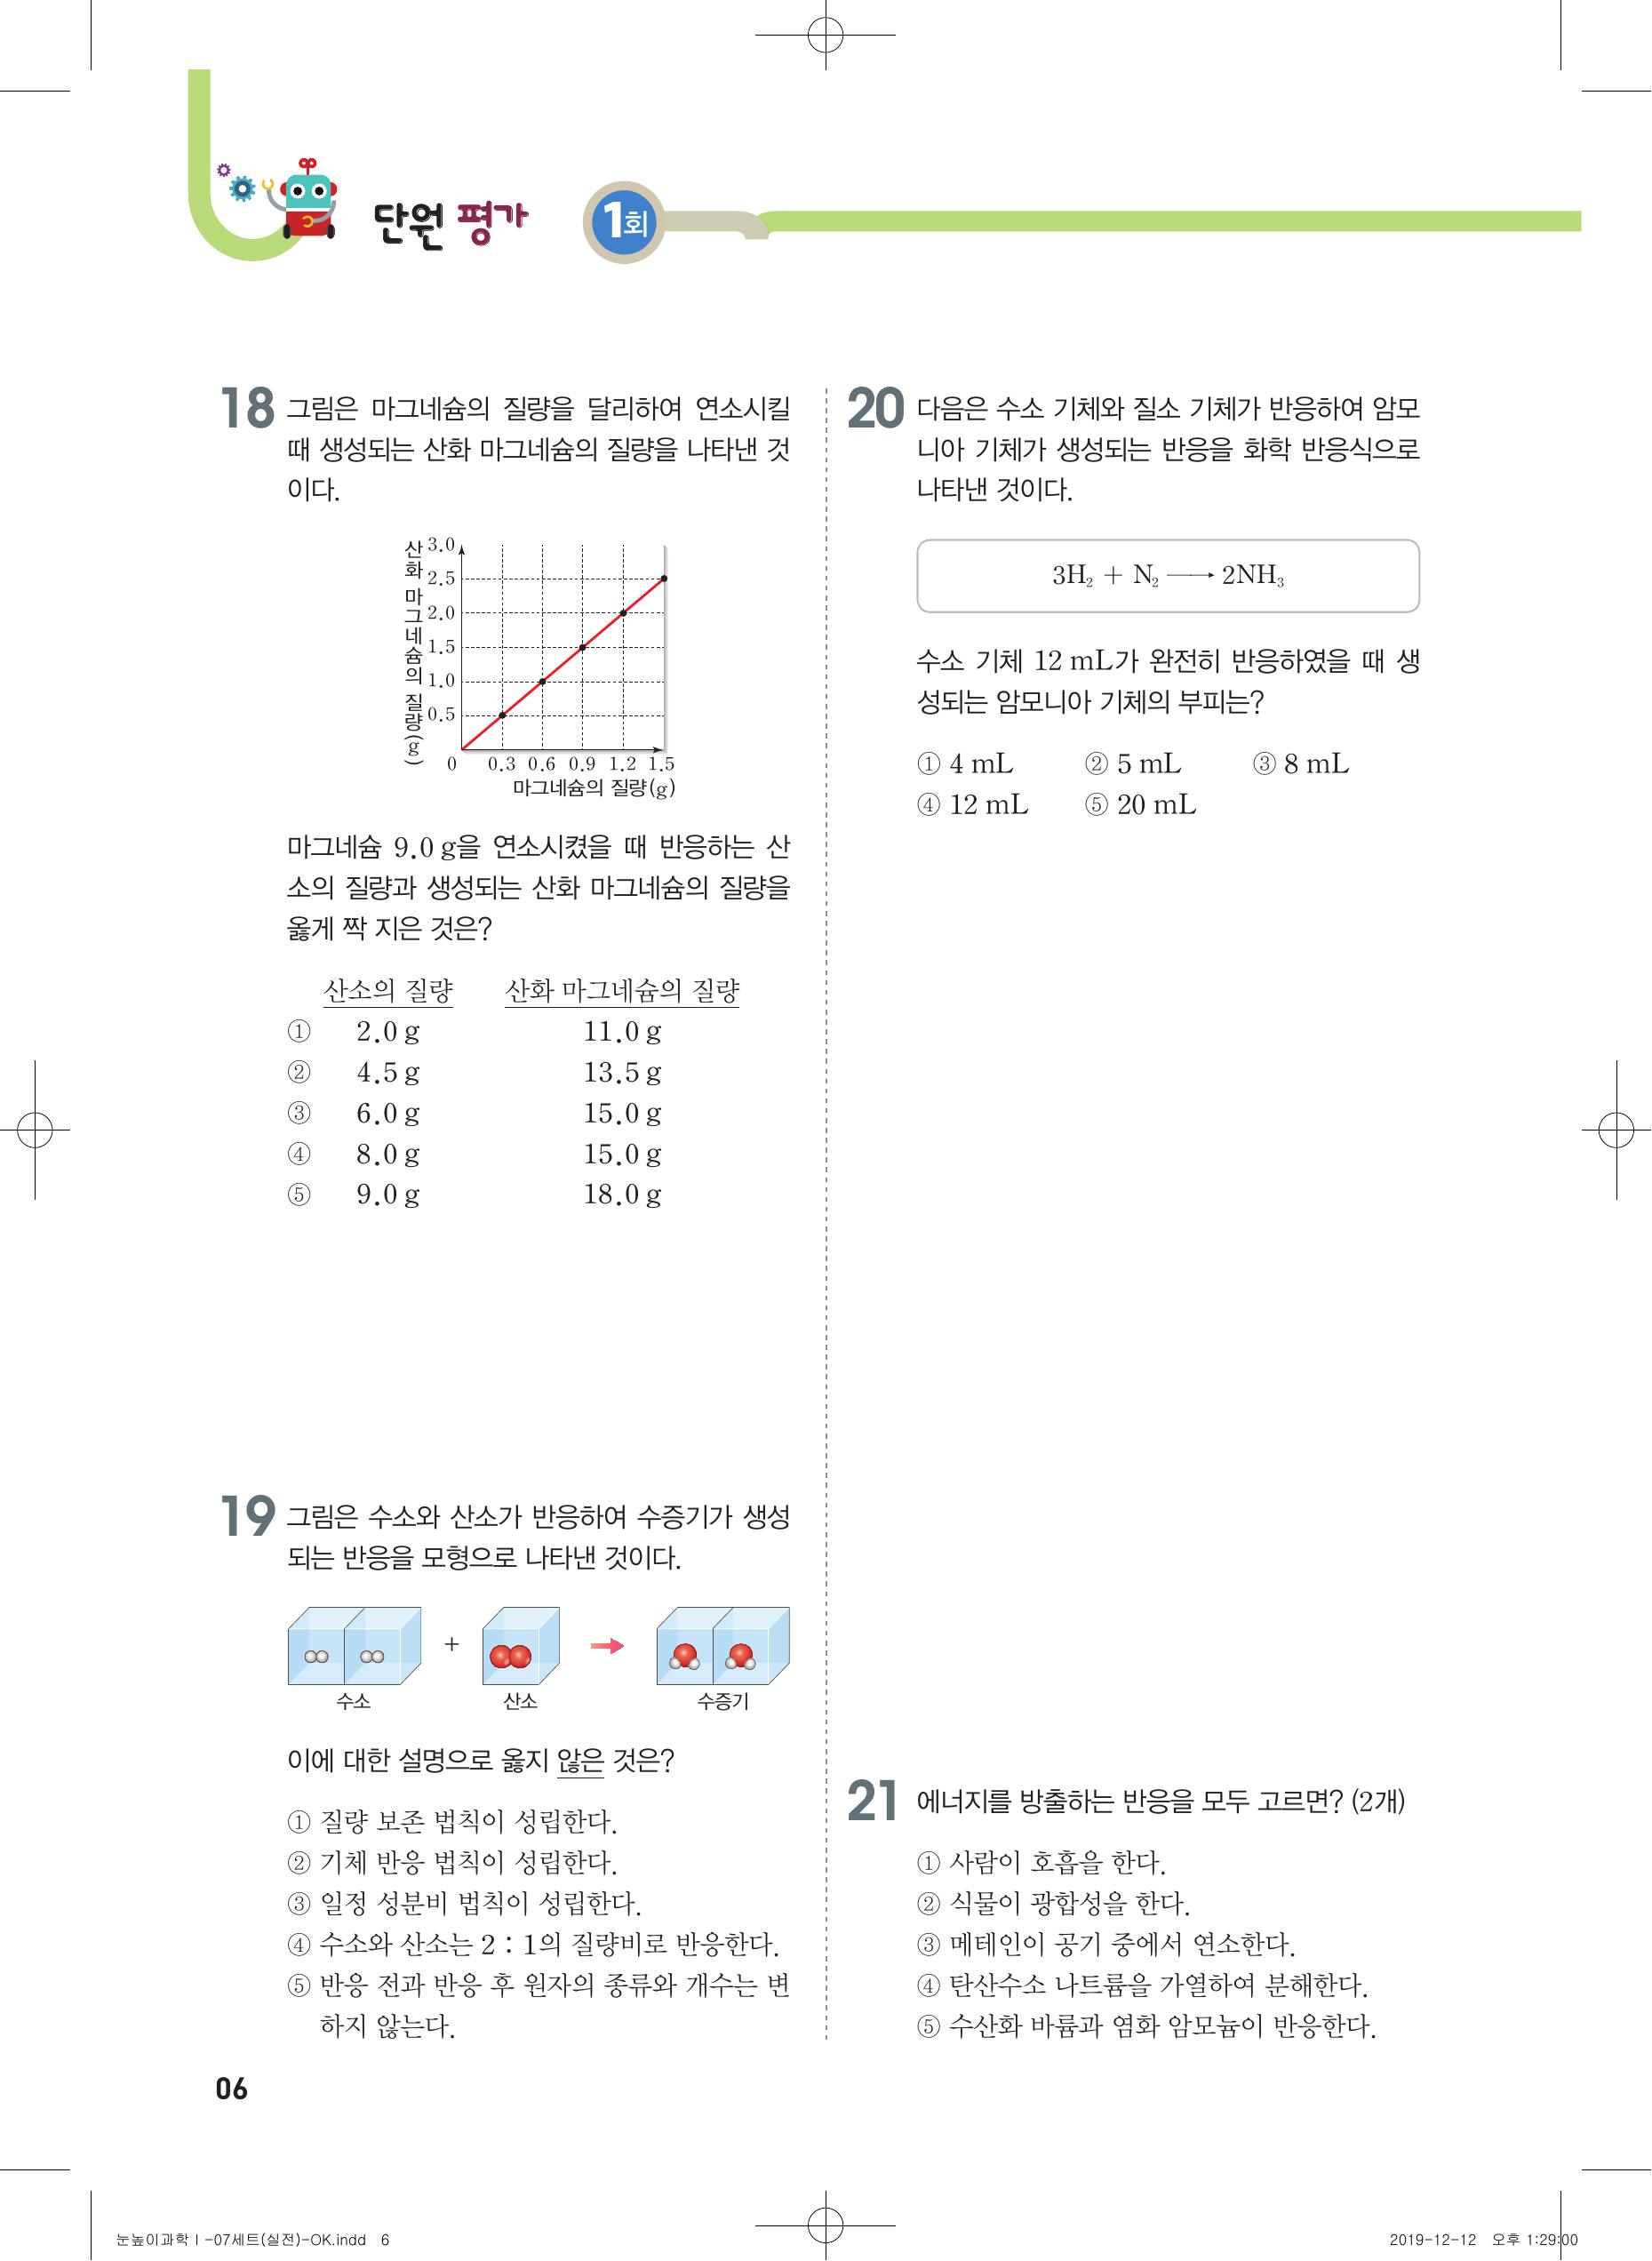 단원 평가 1회
18 그림은 마그네슘의 질량을 달리하여 연소시킬
때 생성되는 산화 마그네슘의 질량을 나타낸 것
이다.
산화 마그네슘의 질량(g)
3.0
2.5
2.0
1.5
1.0
0.5
0 0.3 0.6 0.9 1.2 1.5
마그네슘의 질량(g)
마그네슘 9.0 g을 연소시켰을 때 반응하는 산
소의 질량과 생성되는 산화 마그네슘의 질량을
옳게 짝 지은 것은?
산소의 질량 산화 마그네슘의 질량
① 2.0 g 11.0 g
② 4.5 g 13.5 g
③ 6.0 g 15.0 g
④ 8.0 g 15.0 g
⑤ 9.0 g 18.0 g
19 그림은 수소와 산소가 반응하여 수증기가 생성
되는 반응을 모형으로 나타낸 것이다.
+
수소 산소 수증기
이에 대한 설명으로 옳지 않은 것은?
① 질량 보존 법칙이 성립한다.
② 기체 반응 법칙이 성립한다.
③ 일정 성분비 법칙이 성립한다.
④ 수소와 산소는 2 : 1의 질량비로 반응한다.
⑤ 반응 전과 반응 후 원자의 종류와 개수는 변
하지 않는다.
20 다음은 수소 기체와 질소 기체가 반응하여 암모
니아 기체가 생성되는 반응을 화학 반응식으로
나타낸 것이다.
3H₂ + N₂ ⟶ 2NH₃
수소 기체 12 mL가 완전히 반응하였을 때 생
성되는 암모니아 기체의 부피는?
① 4 mL ② 5 mL ③ 8 mL
④ 12 mL ⑤ 20 mL
21 에너지를 방출하는 반응을 모두 고르면? (2개)
① 사람이 호흡을 한다.
② 식물이 광합성을 한다.
③ 메테인이 공기 중에서 연소한다.
④ 탄산수소 나트륨을 가열하여 분해한다.
⑤ 수산화 바륨과 염화 암모늄이 반응한다.
06
눈높이과학Ⅰ-07세트(실전)-OK.indd 6
2019-12-12 오후 1:29:00